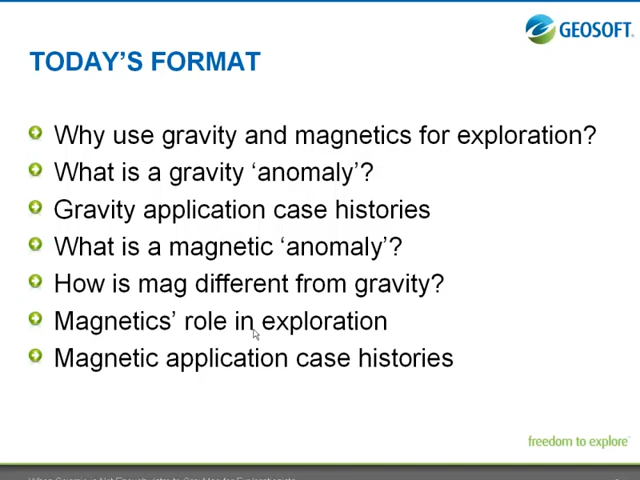 GEOSOFT.
TODAY'S FORMAT
Why use gravity and magnetics for exploration?
What is a gravity ‘anomaly’?
Gravity application case histories
What is a magnetic ‘anomaly’?
How is mag different from gravity?
Magnetics’ role in exploration
Magnetic application case histories
freedom to explore™